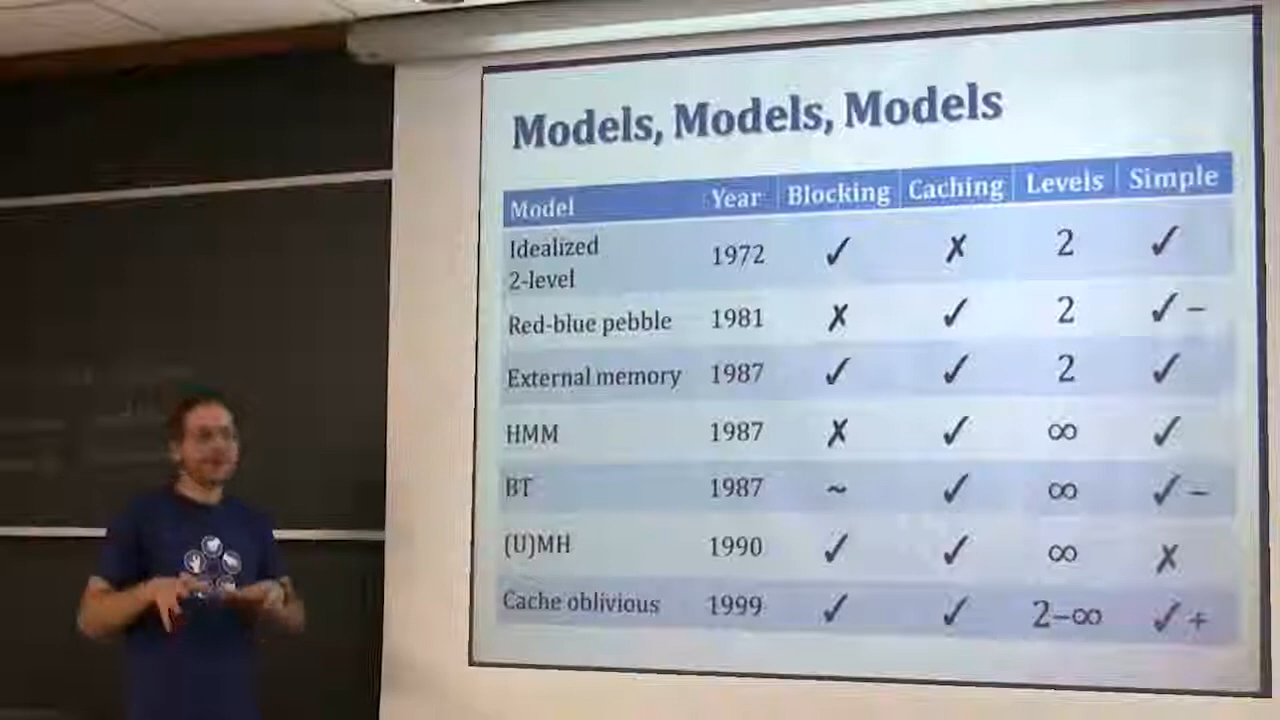 Models, Models, Models
Model Year Blocking Caching Levels Simple
Idealized
2-level 1972 ✓ ✗ 2 ✓
Red-blue pebble 1981 ✗ ✓ 2 ✓ –
External memory 1987 ✓ ✓ 2 ✓
HMM 1987 ✗ ✓ ∞ ✓
BT 1987 ~ ✓ ∞ ✓ –
(U)MH 1990 ✓ ✓ ∞ ✗
Cache oblivious 1999 ✓ ✓ 2–∞ ✓ +